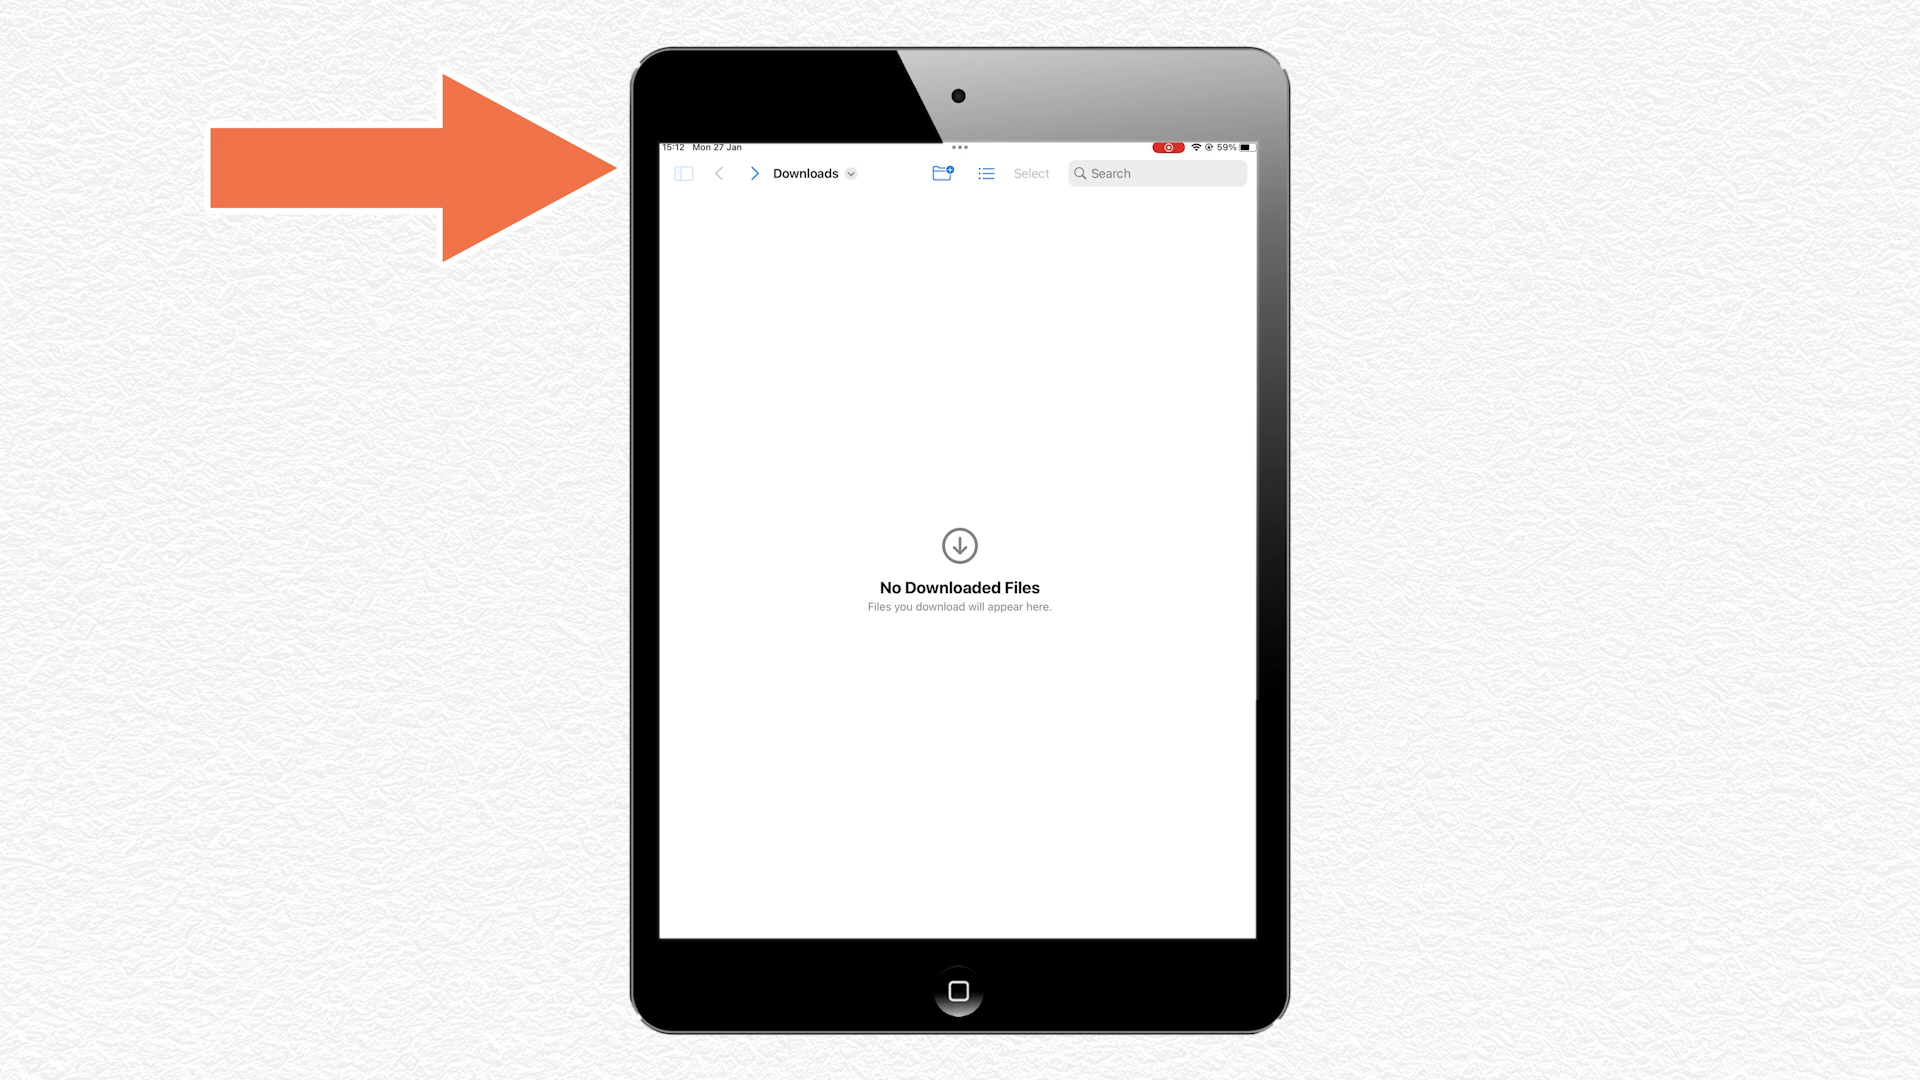 15:12 Mon 27 Jan 59%
Downloads Select Search
No Downloaded Files
Files you download will appear here.